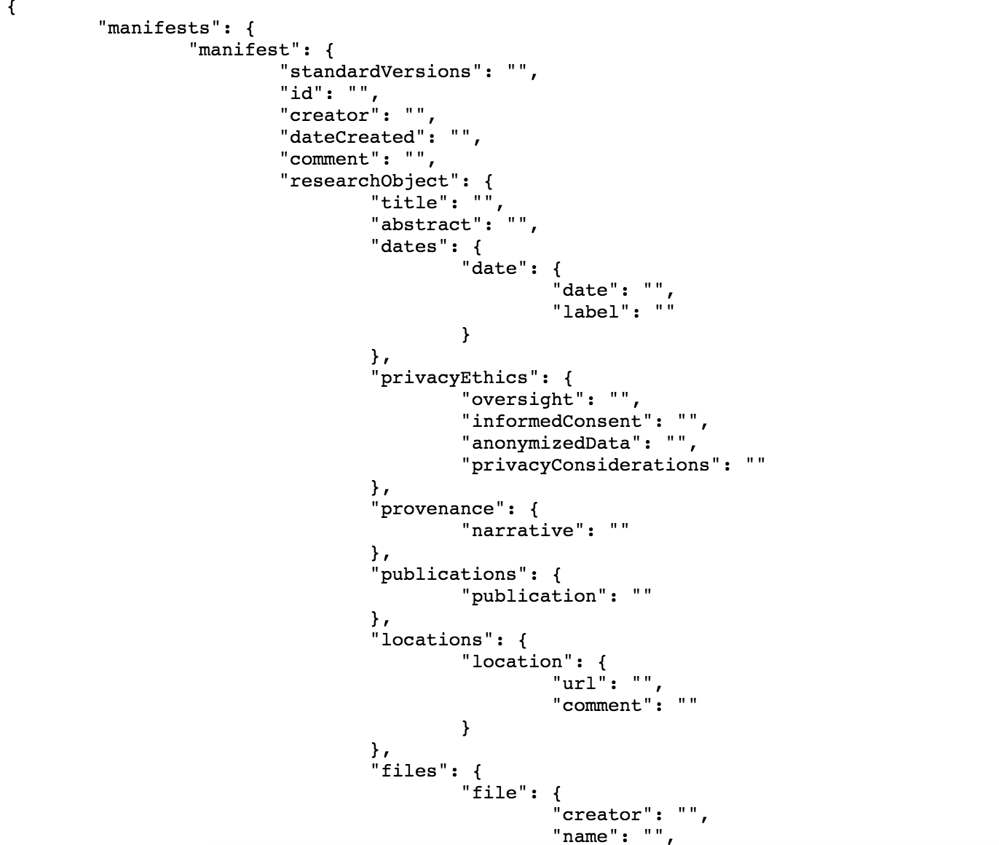 {
"manifests": {
"manifest": {
"standardVersions": "",
"id": "",
"creator": "",
"dateCreated": "",
"comment": "",
"researchObject": {
"title": "",
"abstract": "",
"dates": {
"date": {
"date": "",
"label": ""
}
},
"privacyEthics": {
"oversight": "",
"informedConsent": "",
"anonymizedData": "",
"privacyConsiderations": ""
},
"provenance": {
"narrative": ""
},
"publications": {
"publication": ""
},
"locations": {
"location": {
"url": "",
"comment": ""
}
},
"files": {
"file": {
"creator": "",
"name": "",